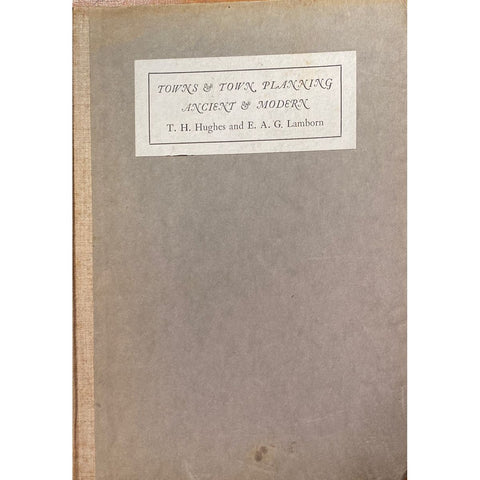 TOWNS & TOWN PLANNING
ANCIENT & MODERN
T. H. Hughes and E. A. G. Lamborn